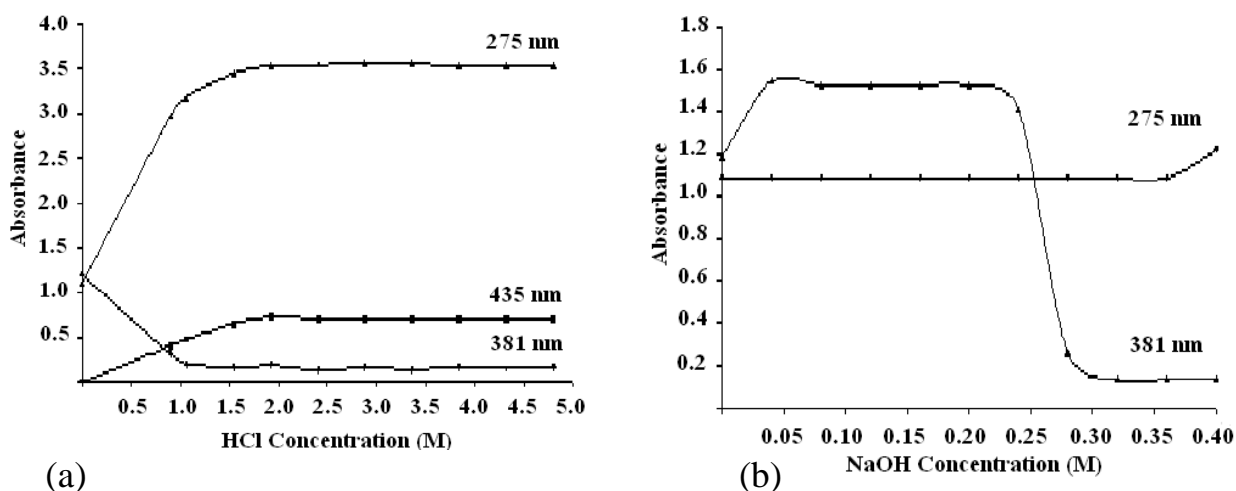 4.0
3.5
3.0
2.5
2.0
1.5
1.0
0.5
Absorbance
275 nm
435 nm
381 nm
0.5 1.0 1.5 2.0 2.5 3.0 3.5 4.0 4.5 5.0
HCl Concentration (M)
(a)
1.8
1.6
1.4
1.2
1.0
0.8
0.6
0.4
0.2
Absorbance
275 nm
381 nm
0.05 0.10 0.15 0.20 0.25 0.30 0.35 0.40
NaOH Concentration (M)
(b)